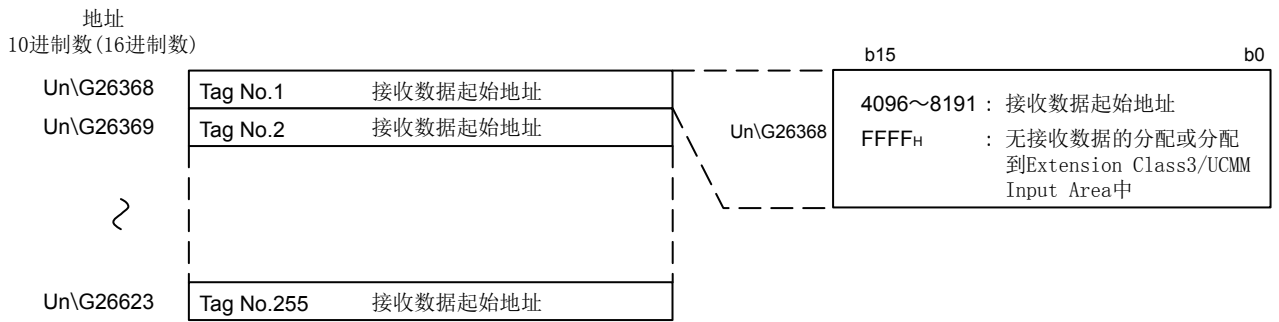 地址
10进制数(16进制数)
b15 b0
Un\G26368 Tag No.1 接收数据起始地址
Un\G26369 Tag No.2 接收数据起始地址
Un\G26368
4096～8191 : 接收数据起始地址
FFFFH : 无接收数据的分配或分配
到Extension Class3/UCMM
Input Area中
Un\G26623 Tag No.255 接收数据起始地址